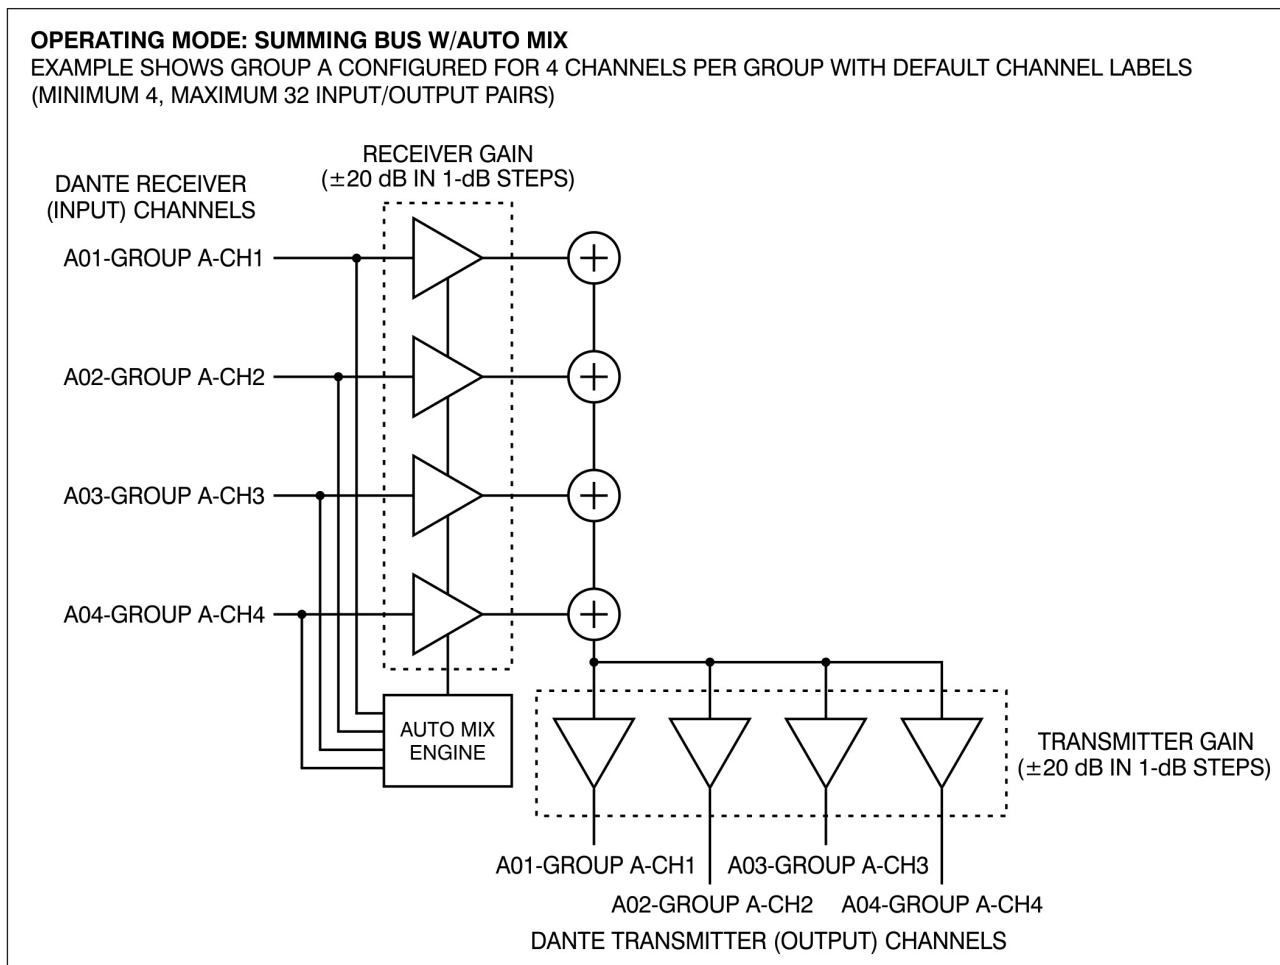 OPERATING MODE: SUMMING BUS W/AUTO MIX
EXAMPLE SHOWS GROUP A CONFIGURED FOR 4 CHANNELS PER GROUP WITH DEFAULT CHANNEL LABELS
(MINIMUM 4, MAXIMUM 32 INPUT/OUTPUT PAIRS)
RECEIVER GAIN
(±20 dB IN 1-dB STEPS)
DANTE RECEIVER
(INPUT) CHANNELS
A01-GROUP A-CH1
A02-GROUP A-CH2
A03-GROUP A-CH3
A04-GROUP A-CH4
AUTO MIX
ENGINE
TRANSMITTER GAIN
(±20 dB IN 1-dB STEPS)
A01-GROUP A-CH1
A03-GROUP A-CH3
A02-GROUP A-CH2
A04-GROUP A-CH4
DANTE TRANSMITTER (OUTPUT) CHANNELS